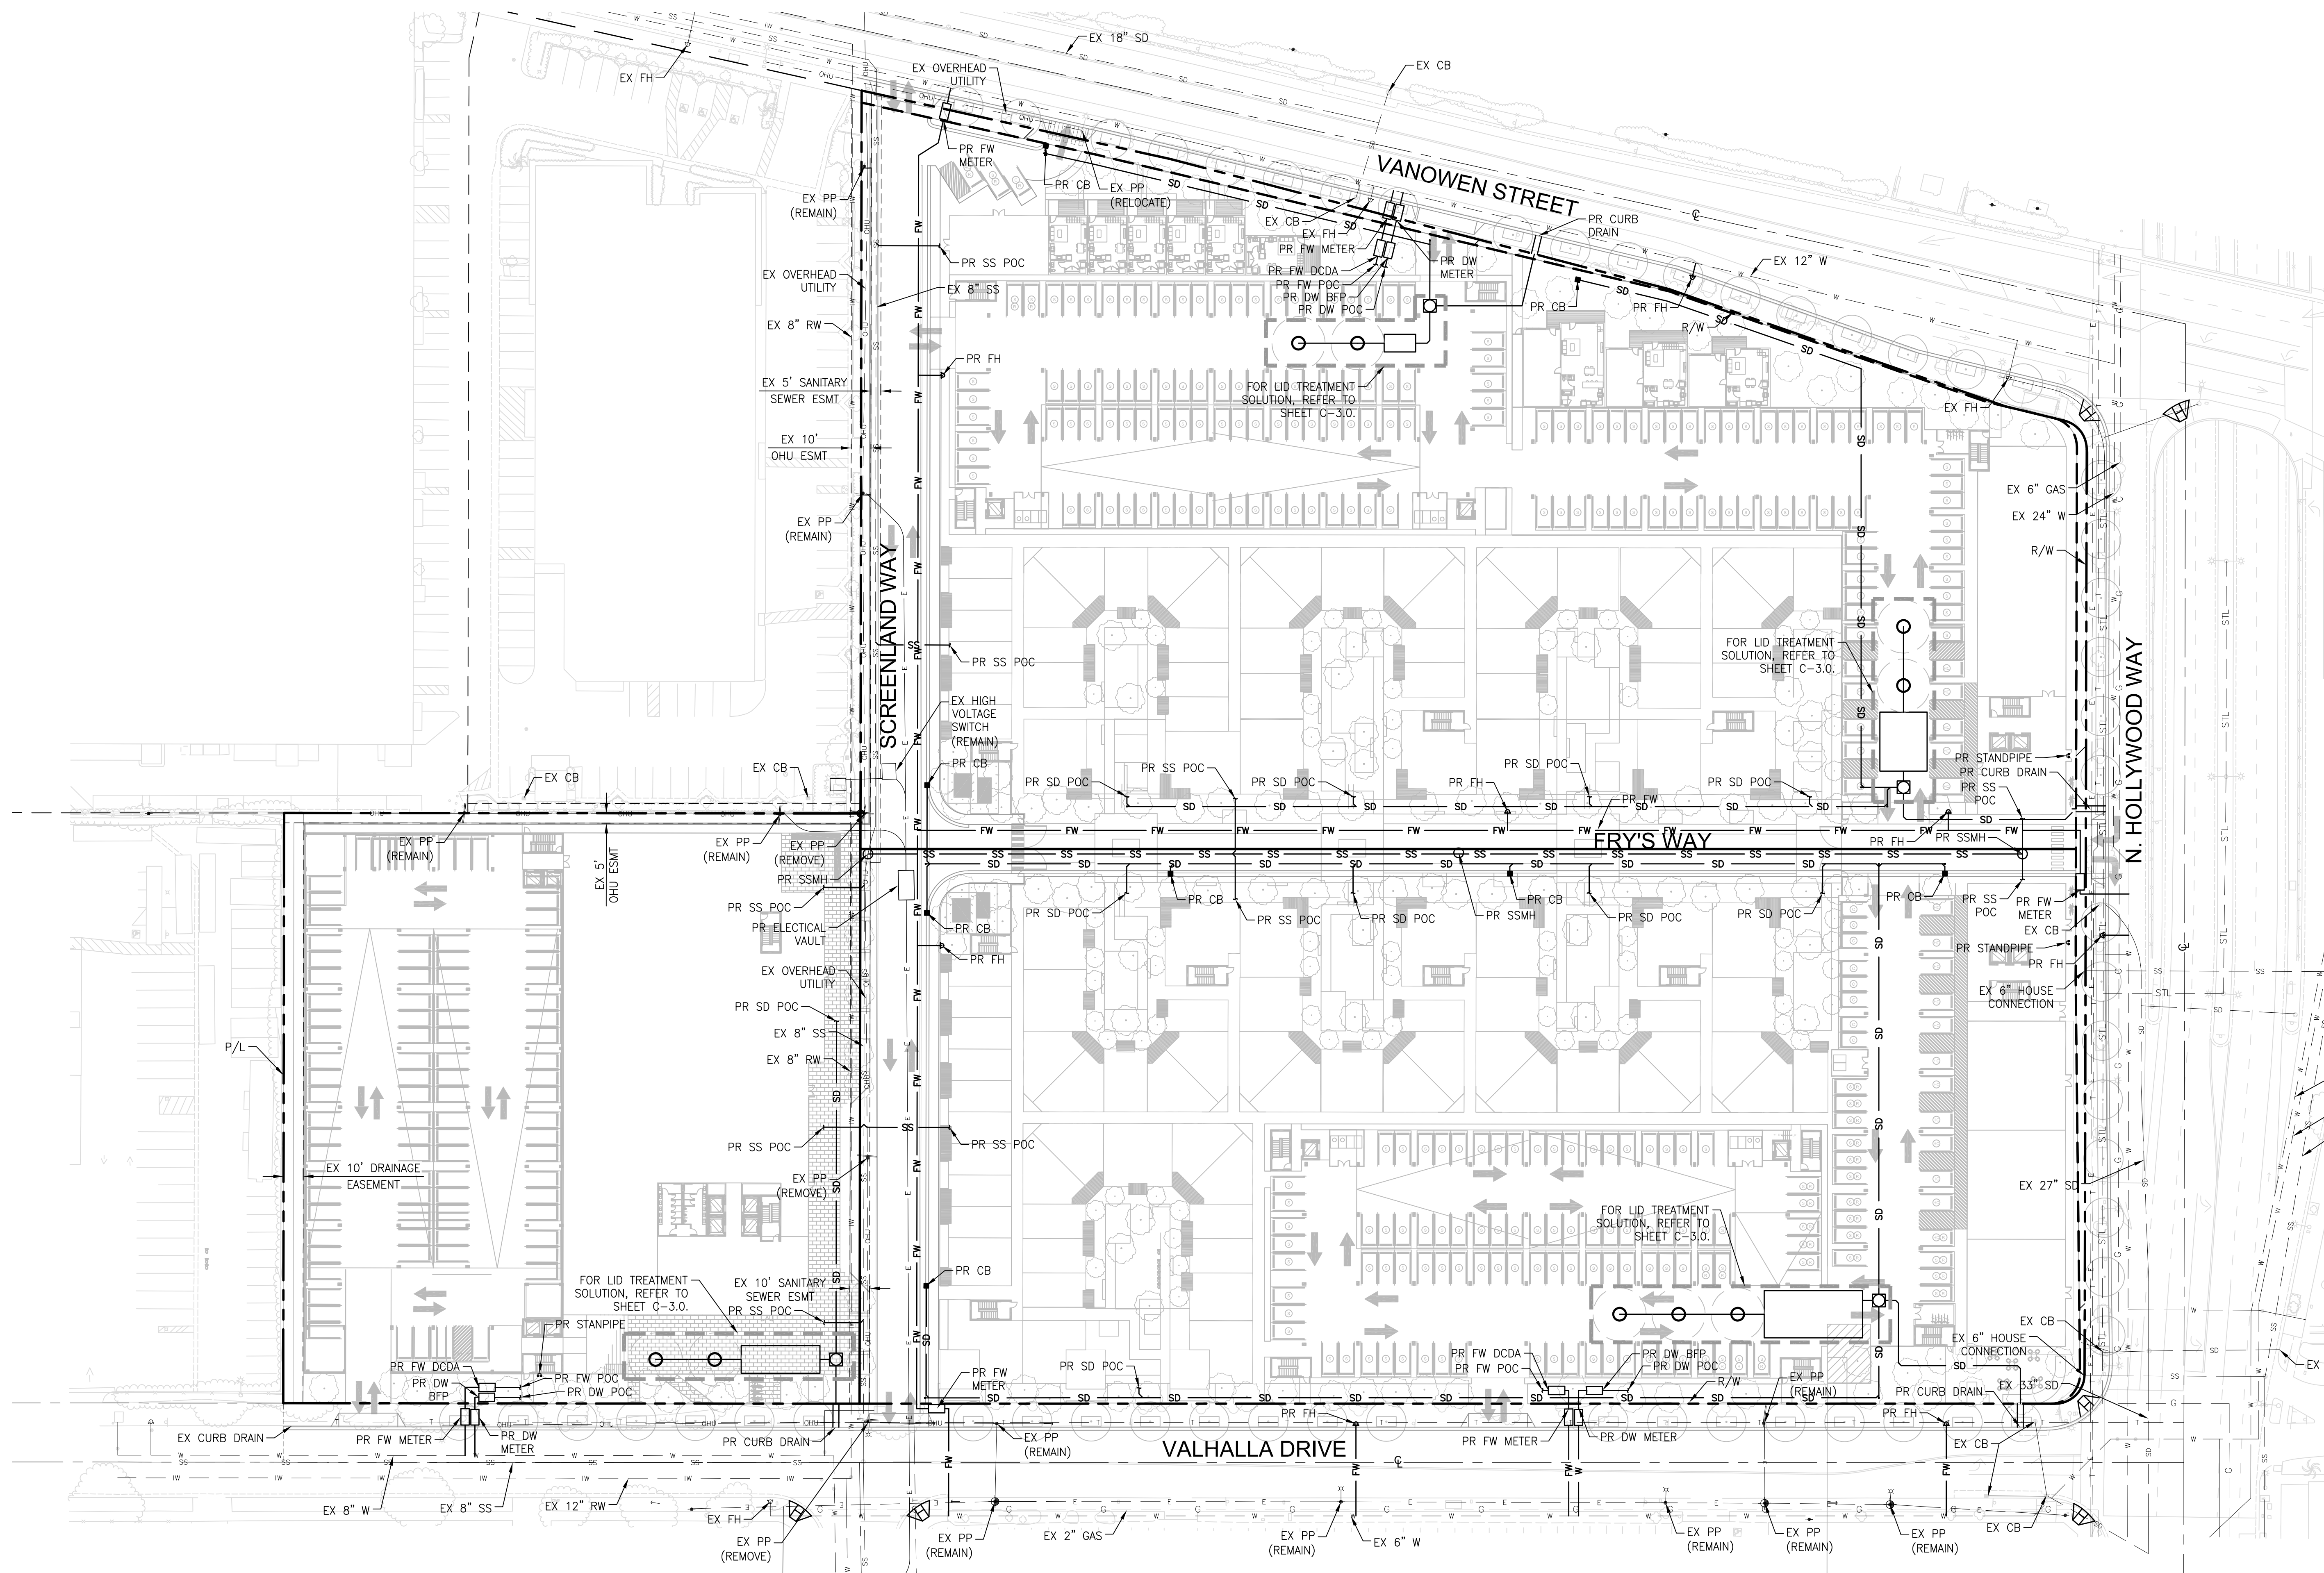 EX 18" SD
EX FH
EX OVERHEAD
UTILITY
EX CB
PR FW
METER
VANOWEN STREET
PR CB
EX PP
(RELOCATE)
EX PP
(REMAIN)
EX CB
EX FH
PR FW METER
PR CURB
DRAIN
PR SS POC
PR FW DCDA
PR FW POC
PR DW BFP
PR DW POC
PR DW
METER
EX 12" W
EX OVERHEAD
UTILITY
EX 8" SS
PR CB
PR FH
R/W
EX 8" RW
PR FH
EX 5' SANITARY
SEWER ESMT
FOR LID TREATMENT
SOLUTION, REFER TO
SHEET C-3.0.
EX FH
EX 10'
OHU ESMT
EX 6" GAS
EX 24" W
EX PP
(REMAIN)
R/W
SCREENLAND WAY
FOR LID TREATMENT
SOLUTION, REFER TO
SHEET C-3.0.
N. HOLLYWOOD WAY
PR SS POC
EX HIGH
VOLTAGE
SWITCH
(REMAIN)
EX CB
EX CB
PR CB
PR SD POC
PR SS POC
PR SD POC
PR FH
PR SD POC
PR FW
PR SD POC
PR STANDPIPE
PR CURB DRAIN
PR SS
POC
EX PP
(REMAIN)
EX PP
(REMAIN)
EX PP
(REMOVE)
EX 5'
OHU ESMT
FRY'S WAY
PR FH
PR SSMH
PR SSMH
PR SS POC
PR CB
PR SD POC
PR CB
PR SS POC
PR SD POC
PR SSMH
PR CB
PR SD POC
PR SD POC
PR CB
PR SS
POC
PR FW
METER
EX CB
PR ELECTICAL
VAULT
PR FH
PR STANDPIPE
PR FH
EX OVERHEAD
UTILITY
EX 6" HOUSE
CONNECTION
PR SD POC
EX 8" SS
EX 8" RW
P/L
PR SS POC
PR SS POC
EX 10' DRAINAGE
EASEMENT
EX PP
(REMOVE)
EX 27" SD
FOR LID TREATMENT
SOLUTION, REFER TO
SHEET C-3.0.
FOR LID TREATMENT
SOLUTION, REFER TO
SHEET C-3.0.
EX 10' SANITARY
SEWER ESMT
PR CB
PR SS POC
PR STANPIPE
EX CB
EX 6" HOUSE
CONNECTION
PR FW DCDA
PR DW
BFP
PR FW POC
PR DW POC
PR FW
METER
PR SD POC
PR FW DCDA
PR FW POC
PR DW BFP
PR DW POC
R/W
EX PP
(REMAIN)
PR CURB DRAIN
EX 33" SD
EX
EX CURB DRAIN
PR FW METER
PR DW
METER
PR CURB DRAIN
EX PP
(REMAIN)
VALHALLA DRIVE
PR FH
PR FW METER
PR DW METER
PR FH
EX CB
EX 8" W
EX 8" SS
EX 12" RW
EX FH
EX PP
(REMOVE)
EX PP
(REMAIN)
EX 2" GAS
EX PP
(REMAIN)
EX 6" W
EX PP
(REMAIN)
EX PP
(REMAIN)
EX PP
(REMAIN)
EX CB